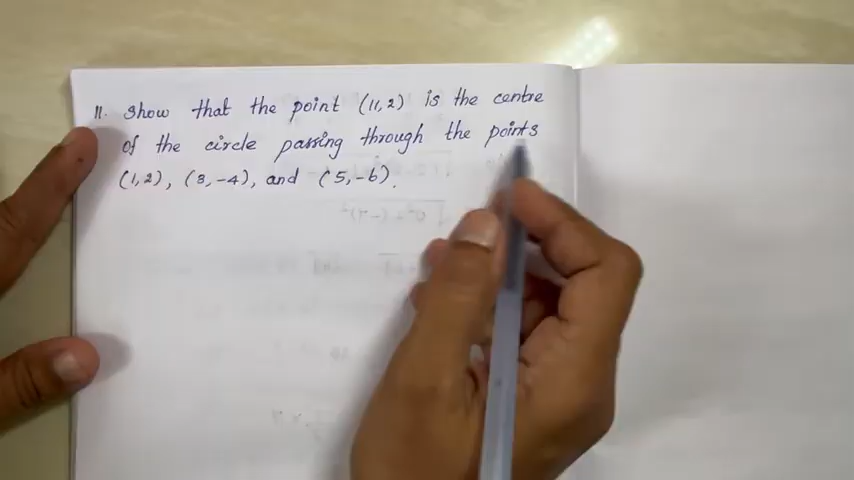 11. Show that the point (11,2) is the centre
of the circle passing through the points
(1,2), (3,-4), and (5,-6).